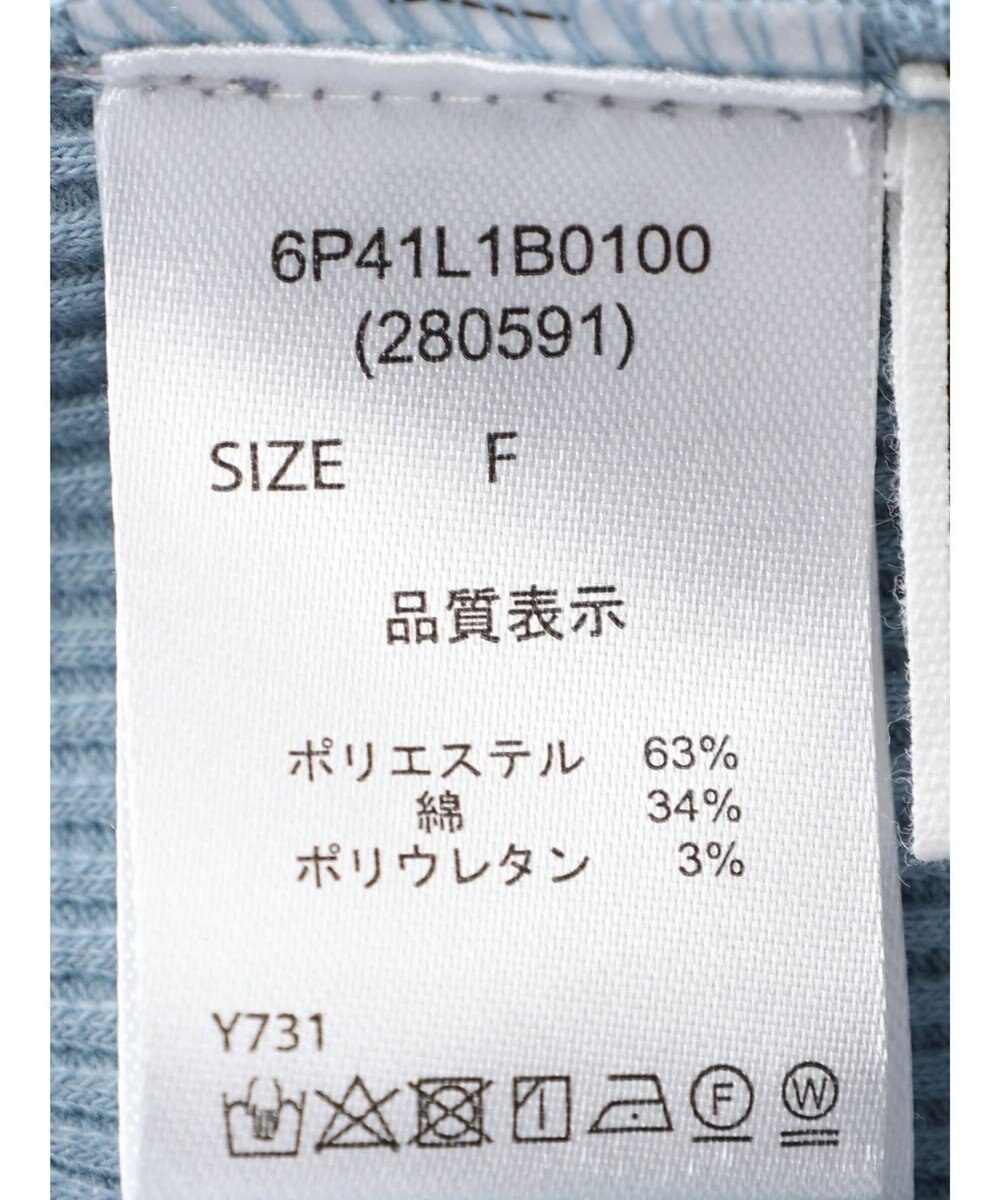 6P41L1B0100
(280591)
SIZE F
品質表示
ポリエステル 63%
綿 34%
ポリウレタン 3%
Y731
F W